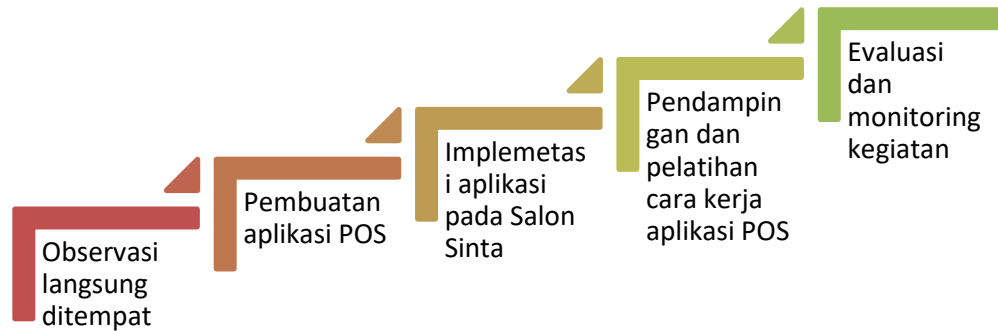 Observasi
langsung
ditempat
Pembuatan
aplikasi POS
Implemetas
i aplikasi
pada Salon
Sinta
Pendampin
gan dan
pelatihan
cara kerja
aplikasi POS
Evaluasi
dan
monitoring
kegiatan